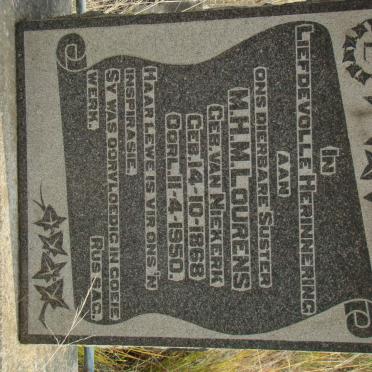 IN
LIEFDEVOLLE HERINNERING
AAN
ONS DIERBARE SUSTER
M.H.M. LOURENS
GEB. VAN NIEKERK
GEB. 14-10-1868
OORL. 11-4-1950.
HAAR LEWE IS VIR ONS 'N
INSPIRASIE.
SY WAS OORVLOEDIG IN GOEIE
WERK.
RUS SAG.